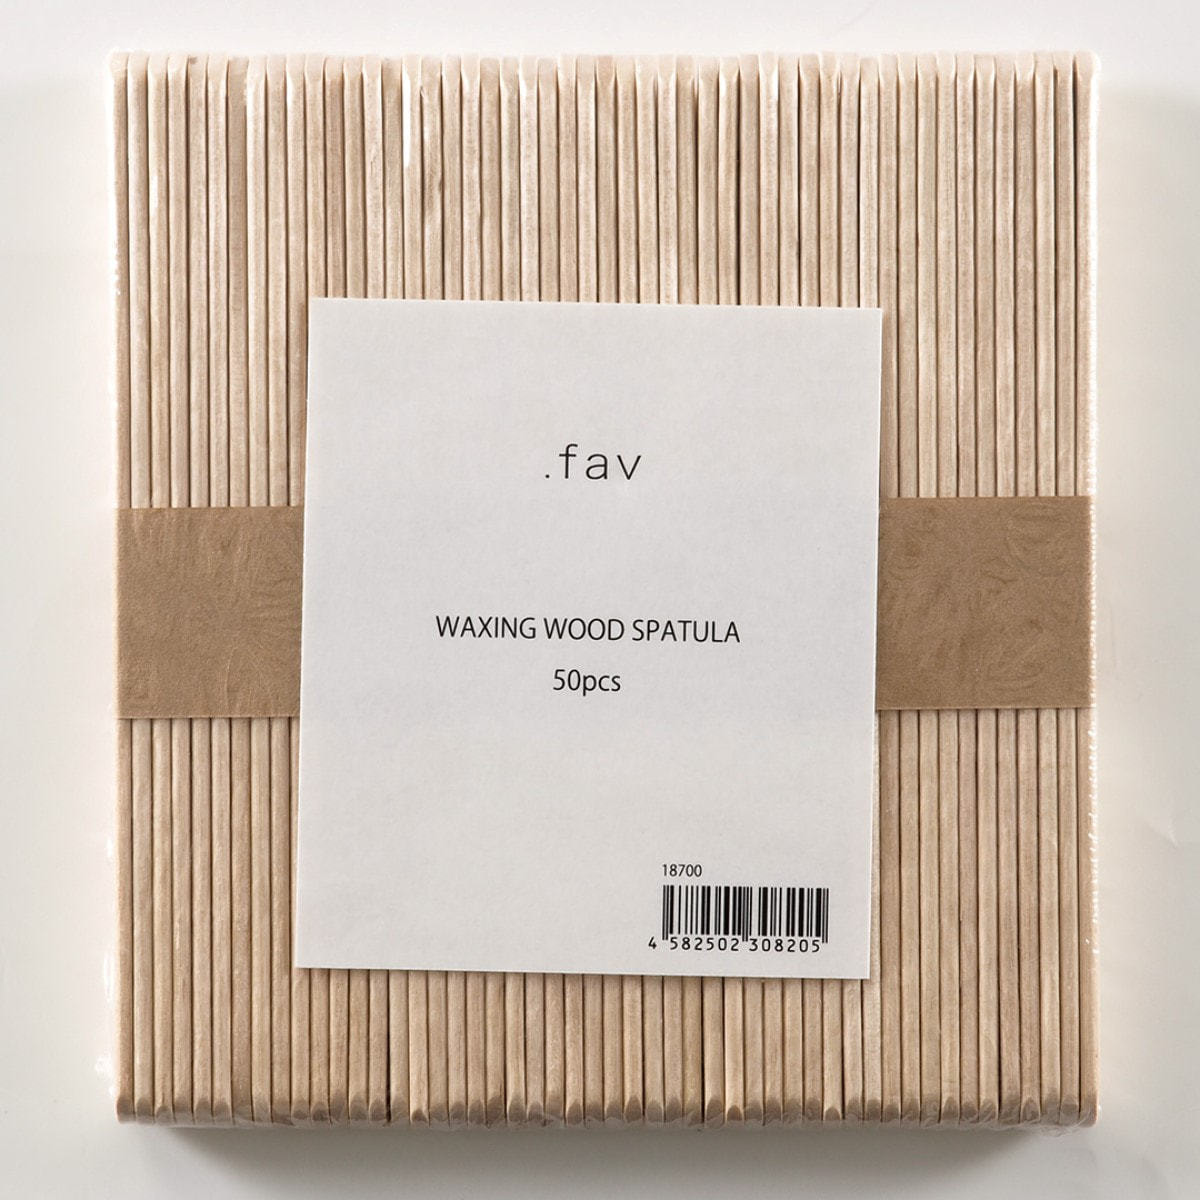 .fav
WAXING WOOD SPATULA
50pcs
18700
4 582502 308205